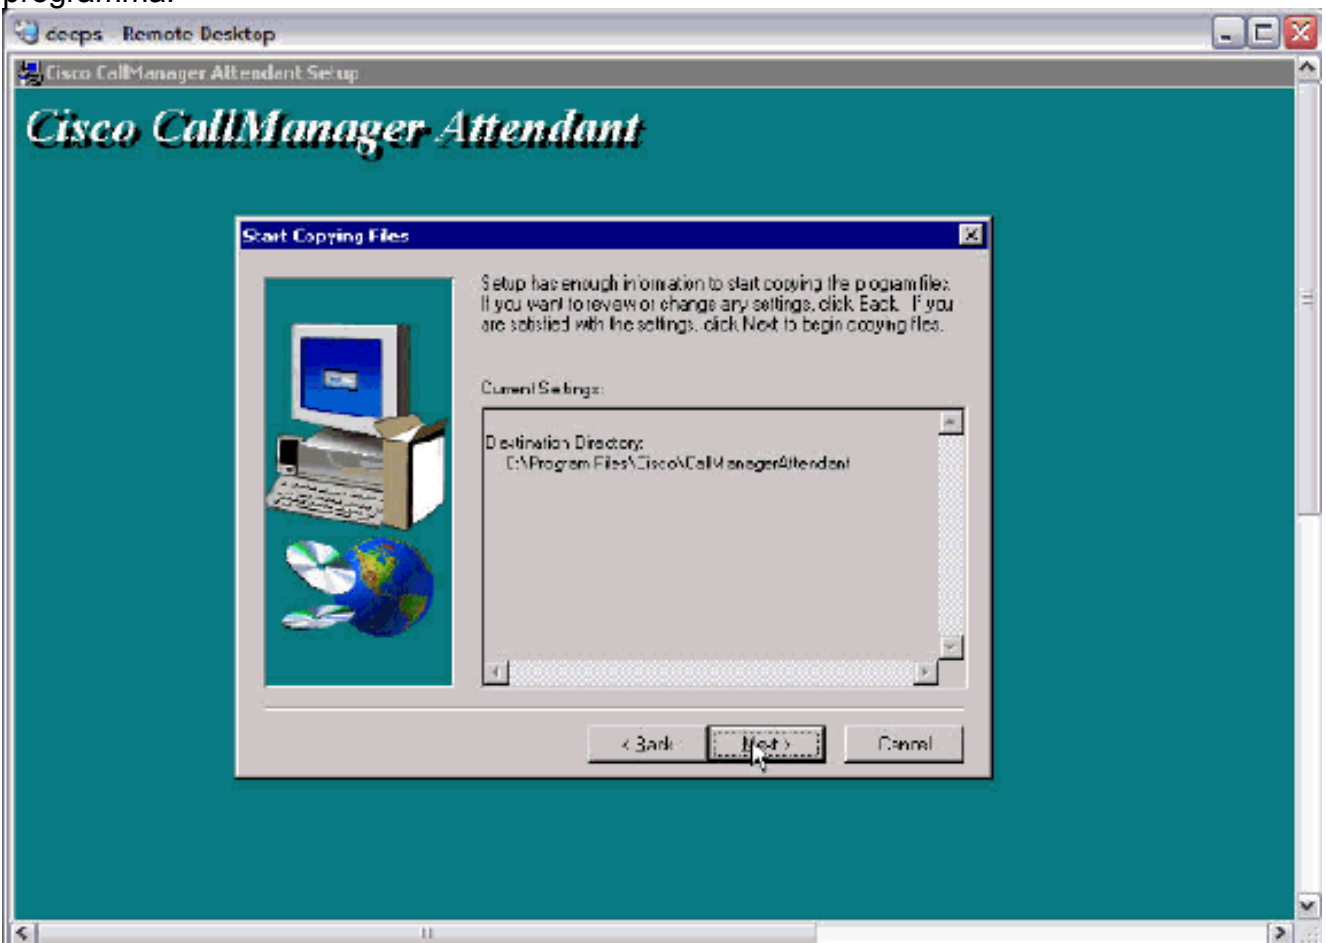 programma.
deeps - Remote Desktop
Cisco CallManager Attendant Setup
Cisco CallManager Attendant
Start Copying Files
Setup has enough information to start copying the program files.
If you want to review or change any settings, click Back. If you
are satisfied with the settings, click Next to begin copying files.
Current Settings:
Destination Directory:
C:\Program Files\Cisco\CallManagerAttendant
< Back
Next >
Cancel